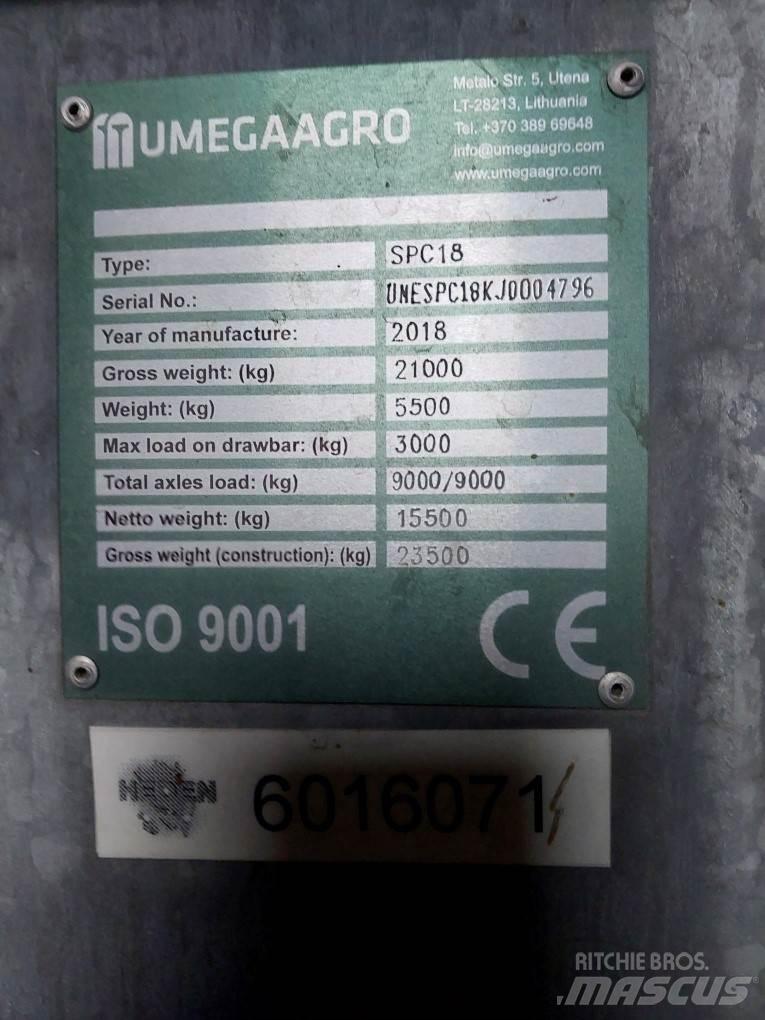 UMEGAAGRO
Metalo Str. 5, Utena
LT-28213, Lithuania
Tel. +370 389 69648
info@umegaagro.com
www.umegaagro.com
Type: SPC18
Serial No.: UNESPC18KJ0004796
Year of manufacture: 2018
Gross weight: (kg) 21000
Weight: (kg) 5500
Max load on drawbar: (kg) 3000
Total axles load: (kg) 9000/9000
Netto weight: (kg) 15500
Gross weight (construction): (kg) 23500
ISO 9001 CE
6016071
RITCHIE BROS.
MASCUS